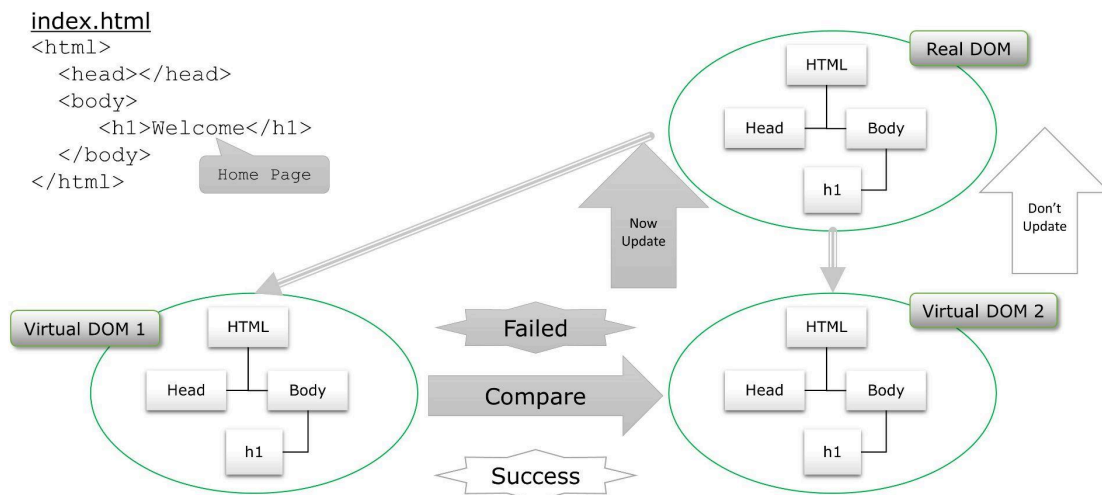 index.html
<html>
<head></head>
<body>
<h1>Welcome</h1>
</body>
</html>
Home Page
Real DOM
HTML
Head
Body
h1
Now
Update
Don’t
Update
Virtual DOM 1
HTML
Head
Body
h1
Failed
Compare
Success
Virtual DOM 2
HTML
Head
Body
h1